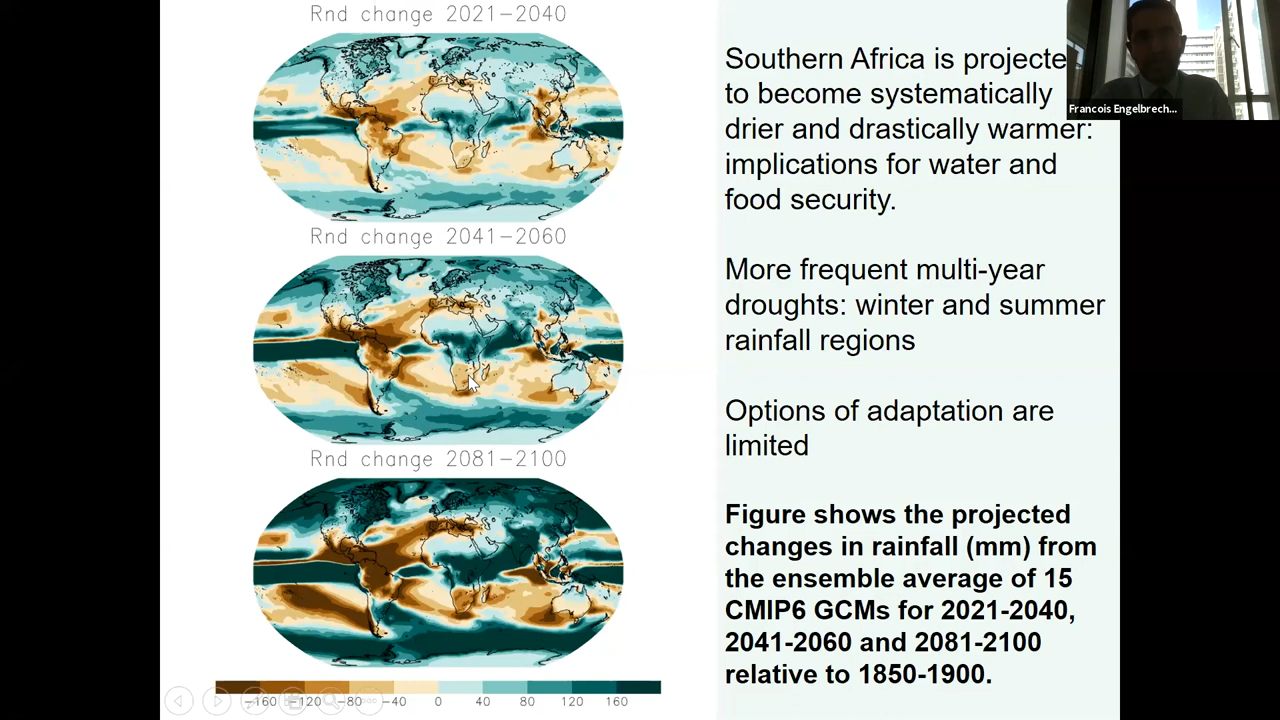 Rnd change 2021-2040
Rnd change 2041-2060
Rnd change 2081-2100
-160 -120 -80 -40 0 40 80 120 160
Southern Africa is projecte
to become systematically
drier and drastically warmer:
implications for water and
food security.
More frequent multi-year
droughts: winter and summer
rainfall regions
Options of adaptation are
limited
Figure shows the projected
changes in rainfall (mm) from
the ensemble average of 15
CMIP6 GCMs for 2021-2040,
2041-2060 and 2081-2100
relative to 1850-1900.
Francois Engelbrech...